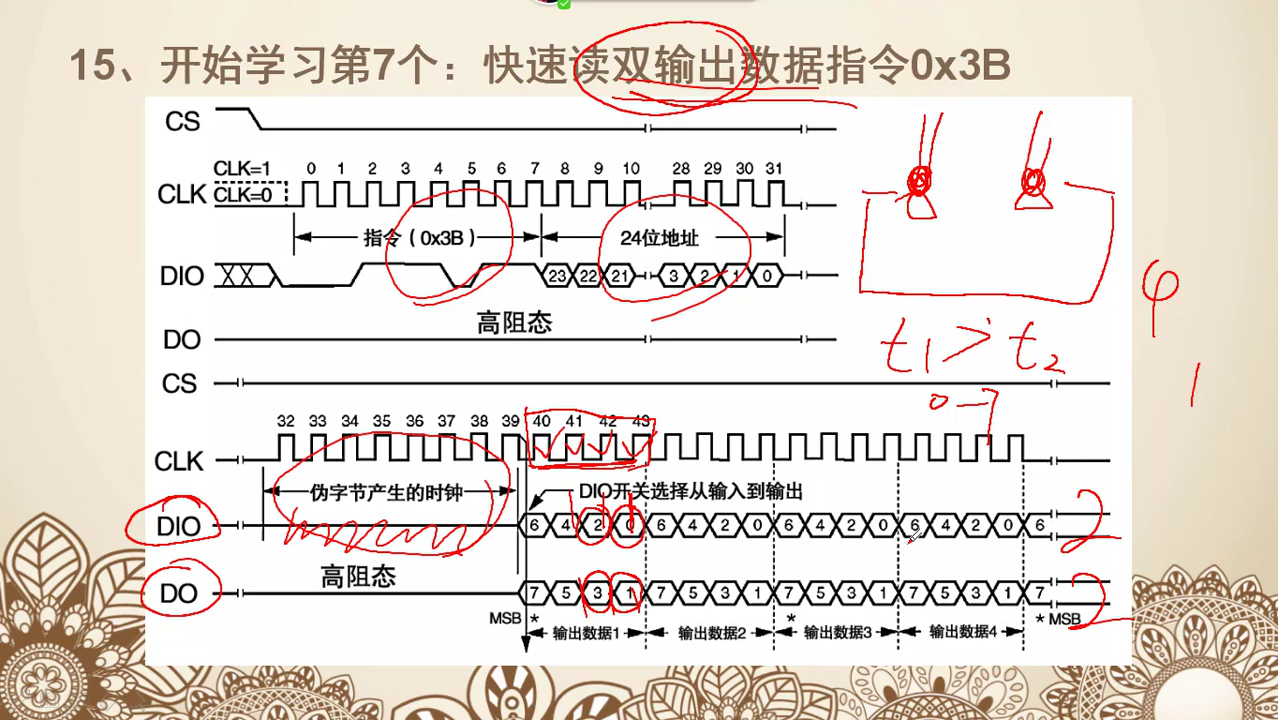 15、开始学习第7个：快速读双输出数据指令0x3B
CS
CLK=1 0 1 2 3 4 5 6 7 8 9 10 28 29 30 31
CLK CLK=0
指令（0x3B） 24位地址
DIO 23 22 21 3 2 1 0
高阻态
DO
t1 > t2
φ
1
CS
0-7
32 33 34 35 36 37 38 39 40 41 42 43
CLK
伪字节产生的时钟 DIO开关选择从输入到输出
DIO 6 4 2 0 6 4 2 0 6 4 2 0 6 4 2 0 6 2
高阻态
DO 7 5 3 1 7 5 3 1 7 5 3 1 7 5 3 1 7 2
MSB * * * MSB
输出数据1 输出数据2 输出数据3 输出数据4